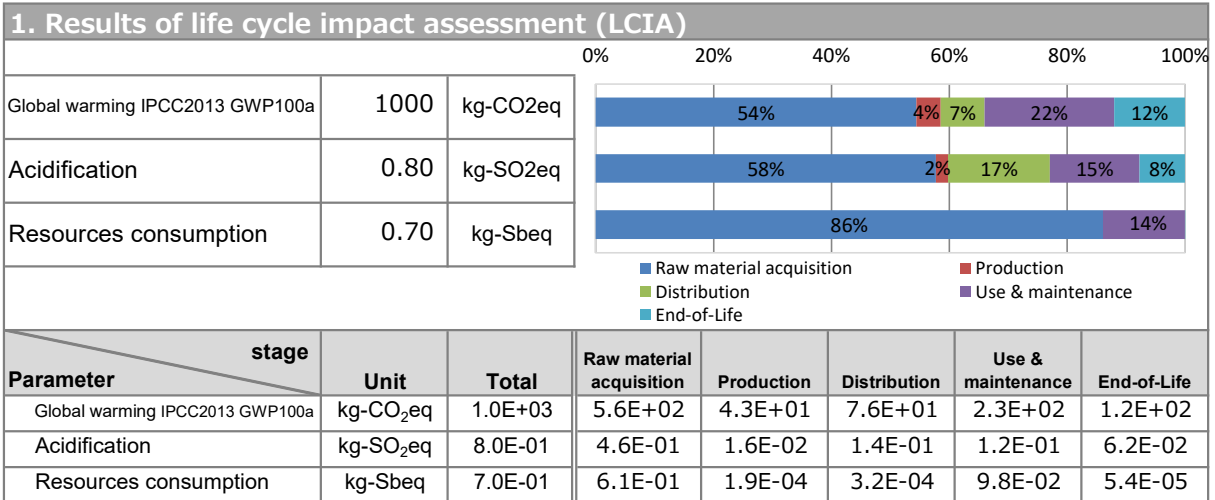 1. Results of life cycle impact assessment (LCIA)
0% 20% 40% 60% 80% 100%
Global warming IPCC2013 GWP100a 1000 kg-CO2eq 54% 4% 7% 22% 12%
Acidification 0.80 kg-SO2eq 58% 2% 17% 15% 8%
Resources consumption 0.70 kg-Sbeq 86% 14%
Raw material acquisition Production
Distribution Use & maintenance
End-of-Life
stage
Parameter Unit Total Raw material acquisition Production Distribution Use & maintenance End-of-Life
Global warming IPCC2013 GWP100a kg-CO₂eq 1.0E+03 5.6E+02 4.3E+01 7.6E+01 2.3E+02 1.2E+02
Acidification kg-SO₂eq 8.0E-01 4.6E-01 1.6E-02 1.4E-01 1.2E-01 6.2E-02
Resources consumption kg-Sbeq 7.0E-01 6.1E-01 1.9E-04 3.2E-04 9.8E-02 5.4E-05